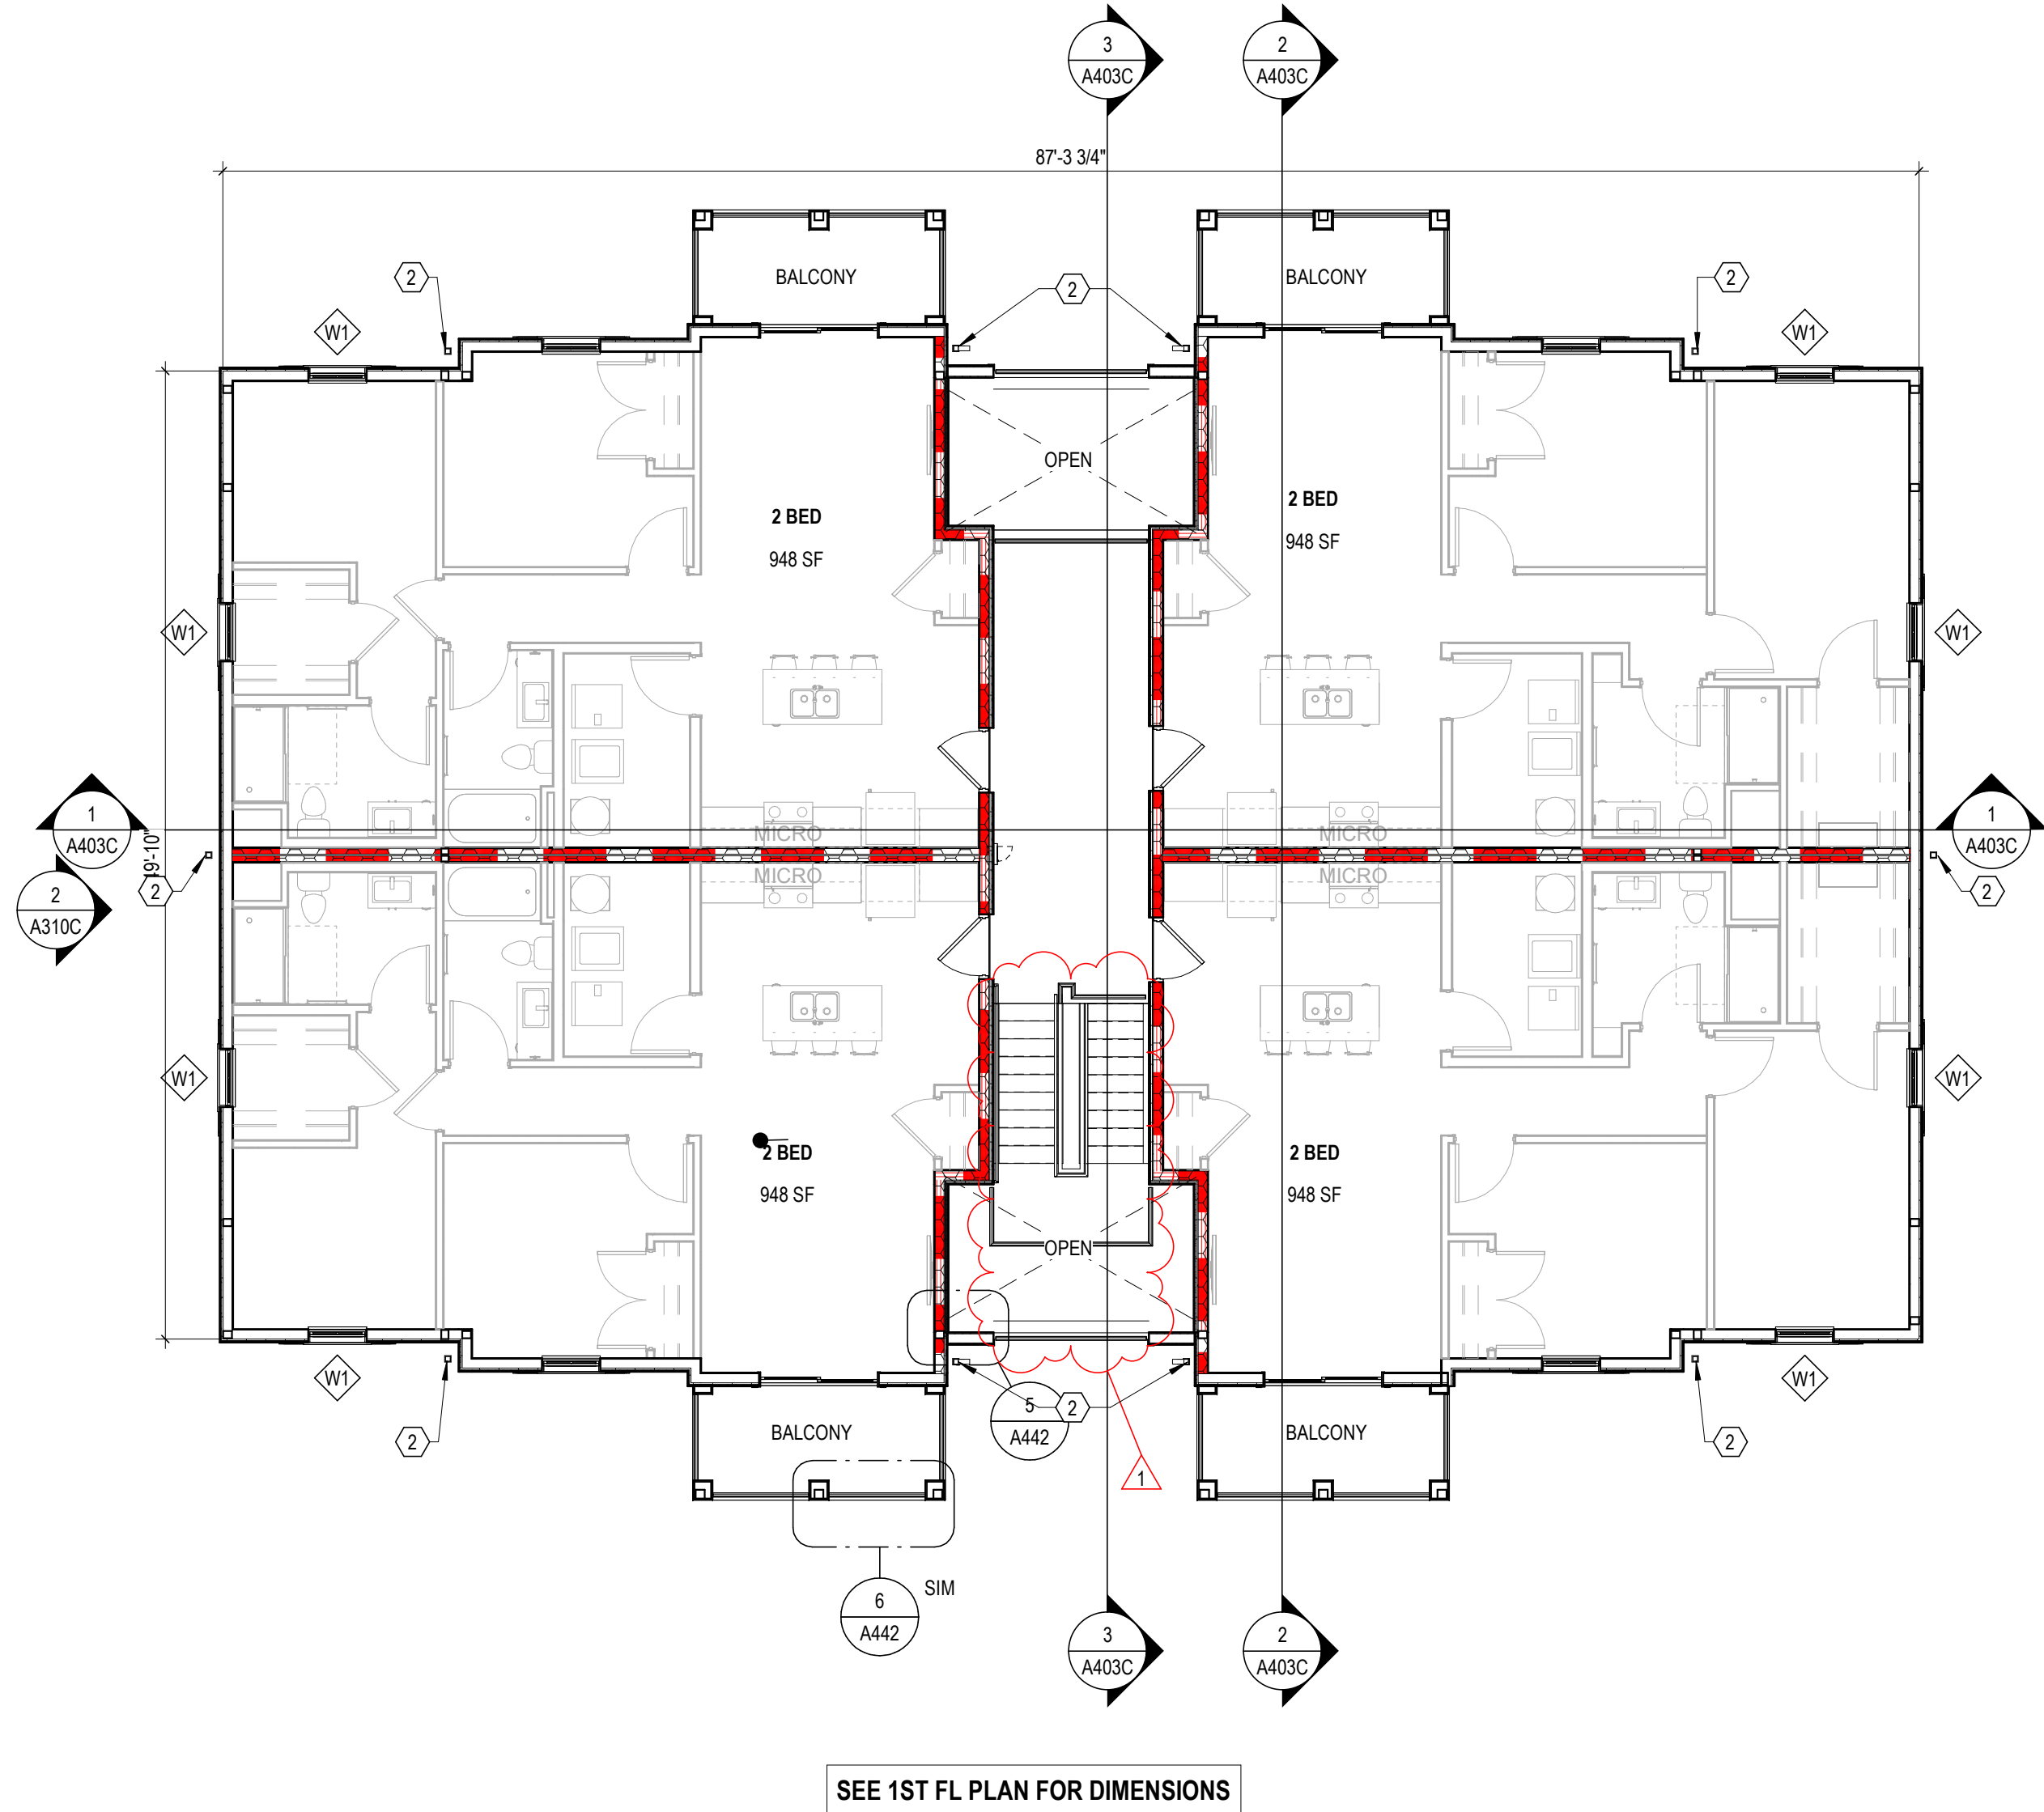 3
A403C
2
A403C
87'-3 3/4"
BALCONY
BALCONY
2
2
2
W1
W1
OPEN
2 BED
948 SF
2 BED
948 SF
W1
W1
MICRO
MICRO
1
A403C
1
A403C
2
2
MICRO
MICRO
2
A310C
W1
W1
2 BED
948 SF
2 BED
948 SF
OPEN
W1
W1
2
5
A442
2
2
BALCONY
BALCONY
1
6
A442
SIM
3
A403C
2
A403C
SEE 1ST FL PLAN FOR DIMENSIONS